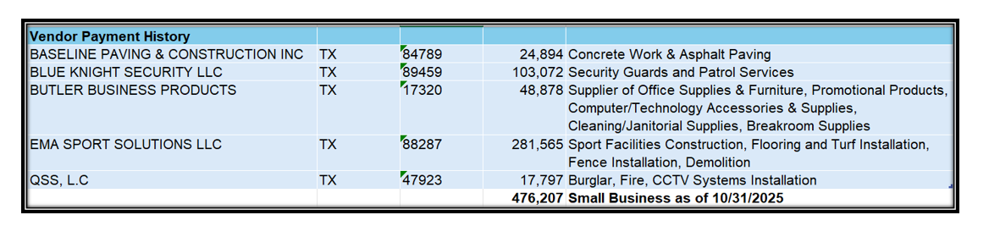 Vendor Payment History
BASELINE PAVING & CONSTRUCTION INC TX 84789 24,894 Concrete Work & Asphalt Paving
BLUE KNIGHT SECURITY LLC TX 89459 103,072 Security Guards and Patrol Services
BUTLER BUSINESS PRODUCTS TX 17320 48,878 Supplier of Office Supplies & Furniture, Promotional Products,
Computer/Technology Accessories & Supplies,
Cleaning/Janitorial Supplies, Breakroom Supplies
EMA SPORT SOLUTIONS LLC TX 88287 281,565 Sport Facilities Construction, Flooring and Turf Installation,
Fence Installation, Demolition
QSS, L.C TX 47923 17,797 Burglar, Fire, CCTV Systems Installation
476,207 Small Business as of 10/31/2025